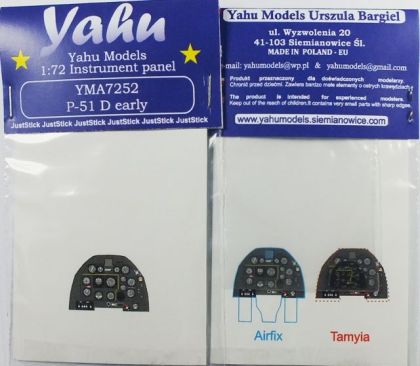 Yahu
Yahu Models
1:72 Instrument panel
YMA7252
P-51 D early
JustStick JustStick JustStick JustStick JustStick JustStick
Yahu Models Urszula Bargiel
ul. Wyzwolenia 20
41-103 Siemianowice Śl.
MADE IN POLAND - EU
mail: yahumodels@wp.pl & yahumodels@gmail.com
Produkt przeznaczony dla doświadczonych modelarzy.
Chronić przed dziećmi. Zawiera bardzo małe elementy o ostrych krawędziach
The product is intended for experienced modelers.
Keep out of the reach of children.It contains very small parts with sharp edges.
www.yahumodels.siemianowice.com
Airfix
Tamyia